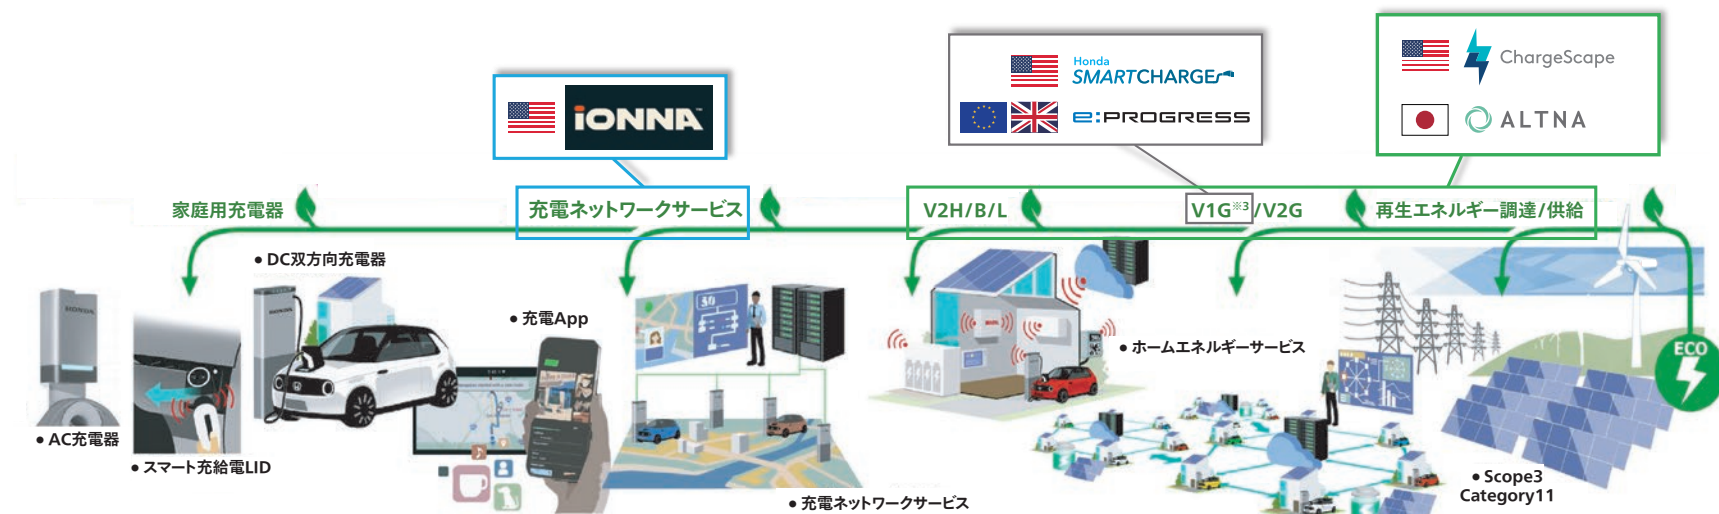 iONNA™
Honda
SMARTCHARGE
e:PROGRESS
ChargeScape
ALTNA
家庭用充電器
充電ネットワークサービス
V2H/B/L
V1G※3/V2G
再生エネルギー調達/供給
● DC双方向充電器
● 充電App
HONDA
● AC充電器
● スマート充給電LID
● 充電ネットワークサービス
● ホームエネルギーサービス
ECO
● Scope3
Category11